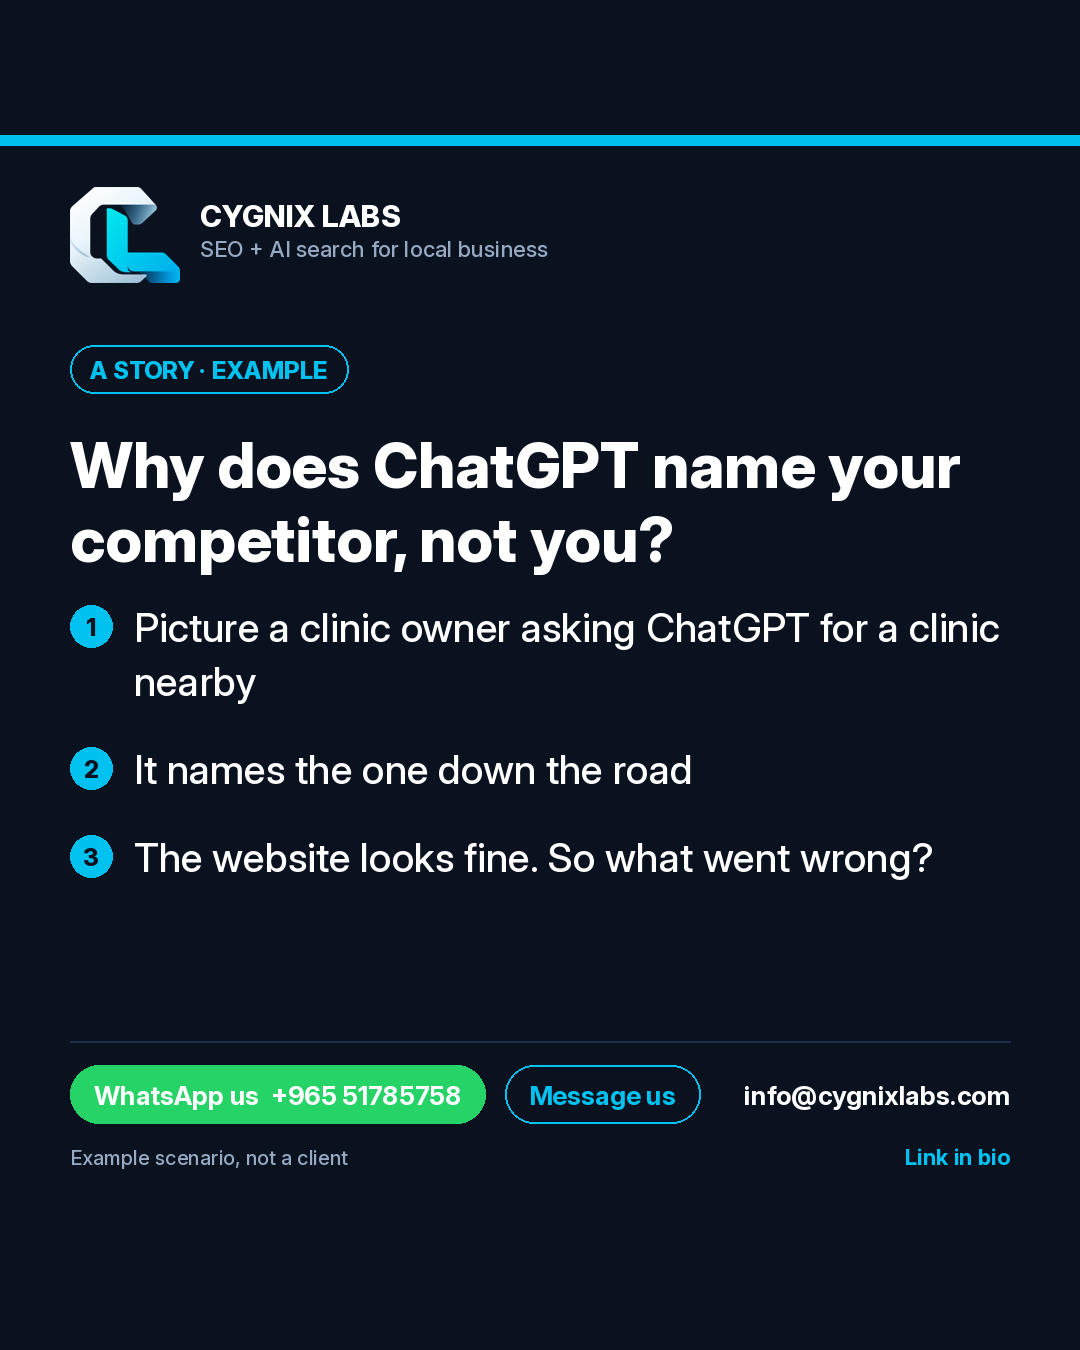 CYGNIX LABS
SEO + AI search for local business
A STORY · EXAMPLE
Why does ChatGPT name your
competitor, not you?
1 Picture a clinic owner asking ChatGPT for a clinic
nearby
2 It names the one down the road
3 The website looks fine. So what went wrong?
WhatsApp us +965 51785758 Message us info@cygnixlabs.com
Example scenario, not a client Link in bio